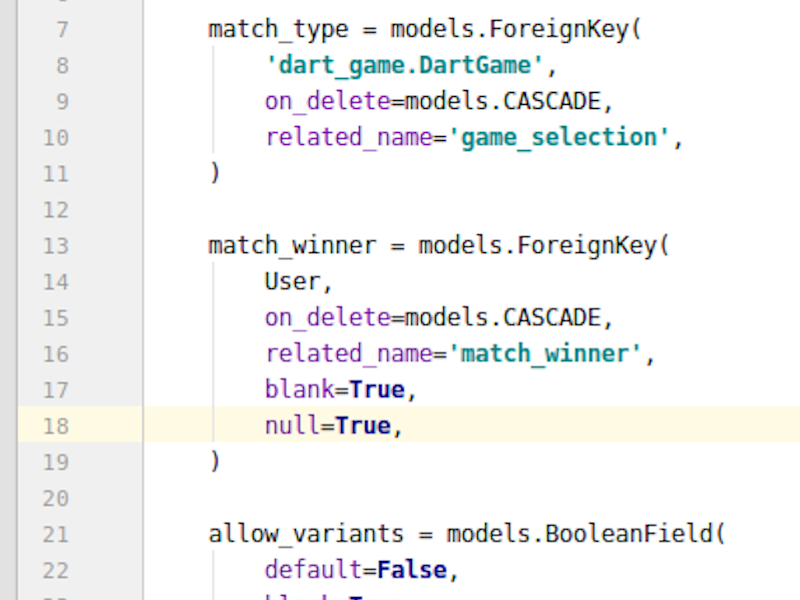 7 match_type = models.ForeignKey(
8 'dart_game.DartGame',
9 on_delete=models.CASCADE,
10 related_name='game_selection',
11 )
12
13 match_winner = models.ForeignKey(
14 User,
15 on_delete=models.CASCADE,
16 related_name='match_winner',
17 blank=True,
18 null=True,
19 )
20
21 allow_variants = models.BooleanField(
22 default=False,